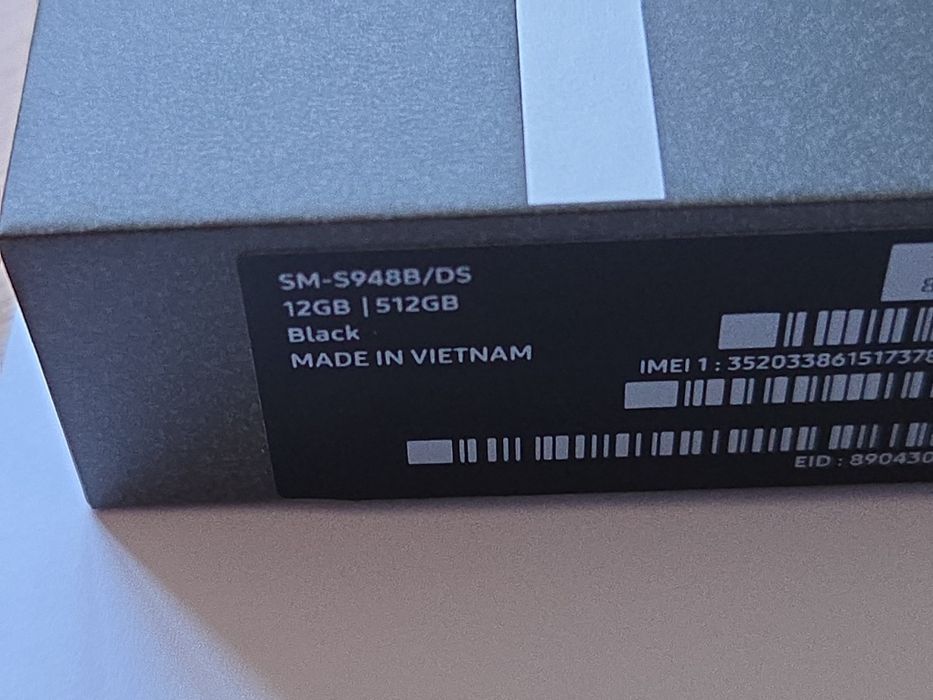 SM-S948B/DS
12GB | 512GB
Black
MADE IN VIETNAM
IMEI 1 : 352033861517378
EID : 890430